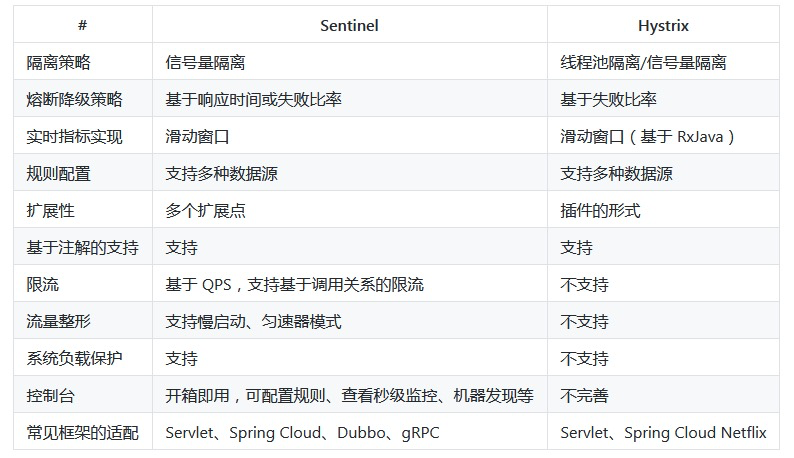 # Sentinel Hystrix
隔离策略 信号量隔离 线程池隔离/信号量隔离
熔断降级策略 基于响应时间或失败比率 基于失败比率
实时指标实现 滑动窗口 滑动窗口（基于 RxJava）
规则配置 支持多种数据源 支持多种数据源
扩展性 多个扩展点 插件的形式
基于注解的支持 支持 支持
限流 基于 QPS，支持基于调用关系的限流 不支持
流量整形 支持慢启动、匀速器模式 不支持
系统负载保护 支持 不支持
控制台 开箱即用，可配置规则、查看秒级监控、机器发现等 不完善
常见框架的适配 Servlet、Spring Cloud、Dubbo、gRPC Servlet、Spring Cloud Netflix